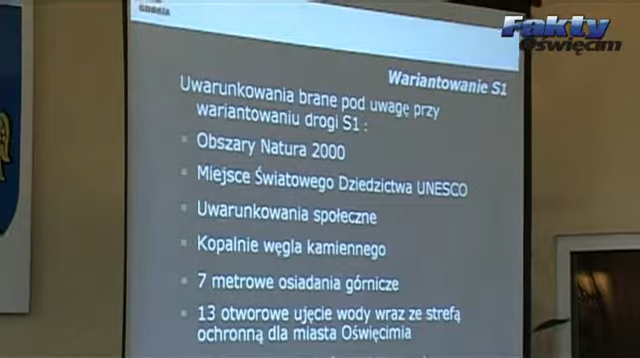 Fakty
Oświęcim
Wariantowanie S1
Uwarunkowania brane pod uwagę przy
wariantowaniu drogi S1 :
Obszary Natura 2000
Miejsce Światowego Dziedzictwa UNESCO
Uwarunkowania społeczne
Kopalnie węgla kamiennego
7 metrowe osiadania górnicze
13 otworowe ujęcie wody wraz ze strefą
ochronną dla miasta Oświęcimia